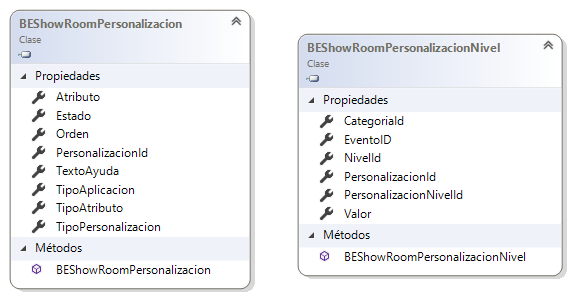 BEShowRoomPersonalizacion
Clase
Propiedades
Atributo
Estado
Orden
PersonalizacionId
TextoAyuda
TipoAplicacion
TipoAtributo
TipoPersonalizacion
Métodos
BEShowRoomPersonalizacion
BEShowRoomPersonalizacionNivel
Clase
Propiedades
CategoriaId
EventoID
NivelId
PersonalizacionId
PersonalizacionNivelId
Valor
Métodos
BEShowRoomPersonalizacionNivel